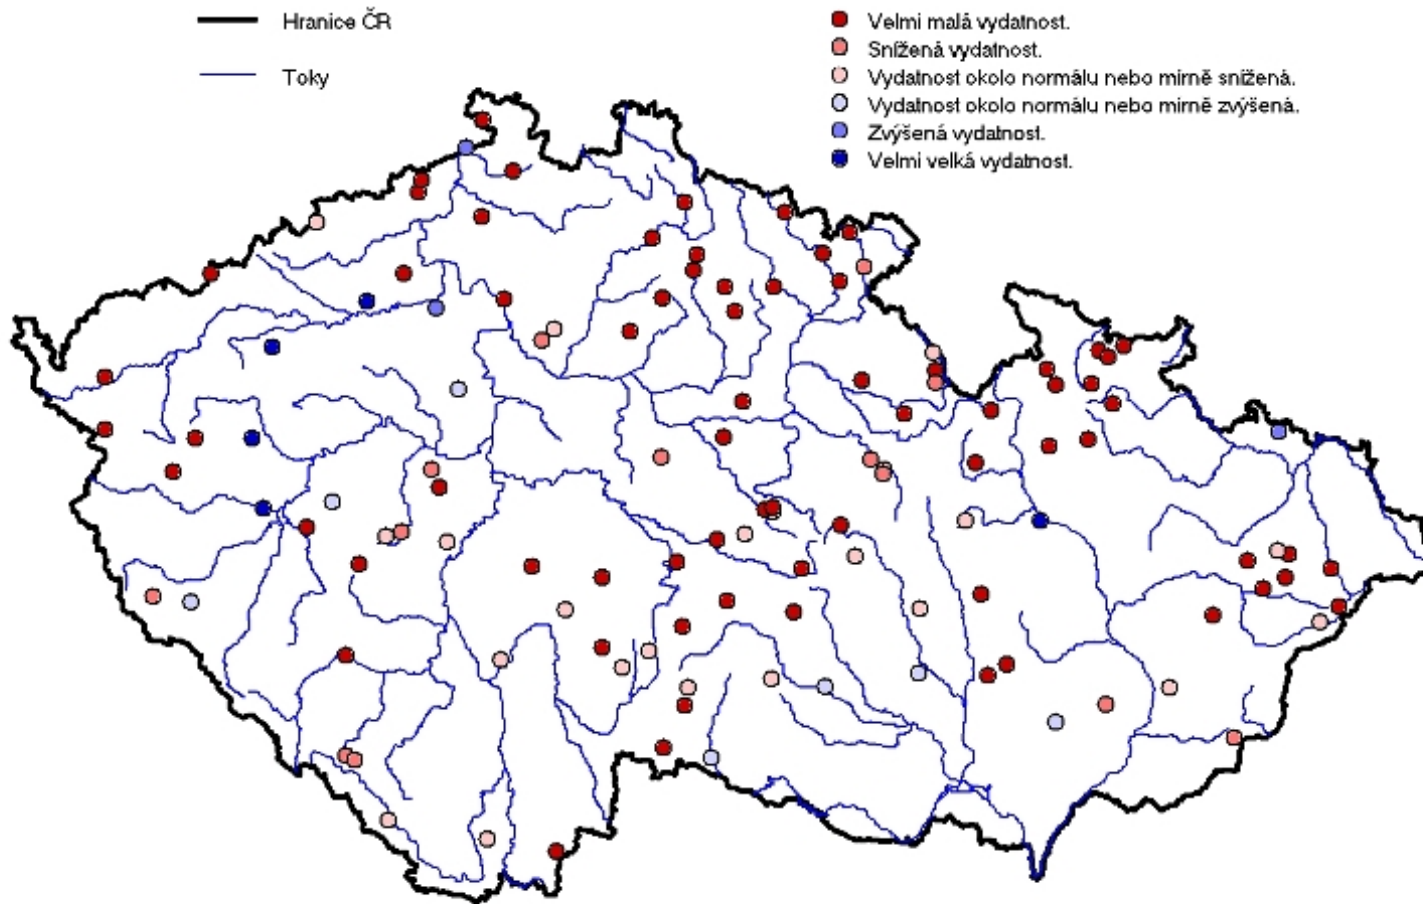 Hranice ČR
Toky
Velmi malá vydatnost.
Snížená vydatnost.
Vydatnost okolo normálu nebo mírně snížená.
Vydatnost okolo normálu nebo mírně zvýšená.
Zvýšená vydatnost.
Velmi velká vydatnost.